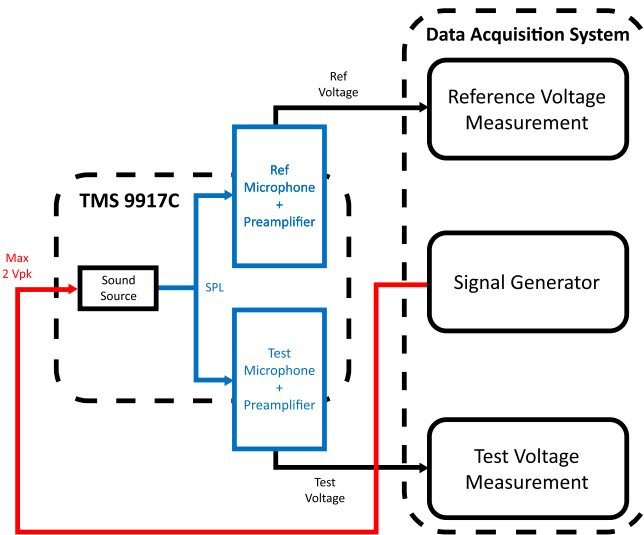 Data Acquisition System
Ref
Voltage
Reference Voltage
Measurement
Ref
Microphone
+
Preamplifier
TMS 9917C
Max
2 Vpk
Sound
Source
SPL
Signal Generator
Test
Microphone
+
Preamplifier
Test Voltage
Measurement
Test
Voltage